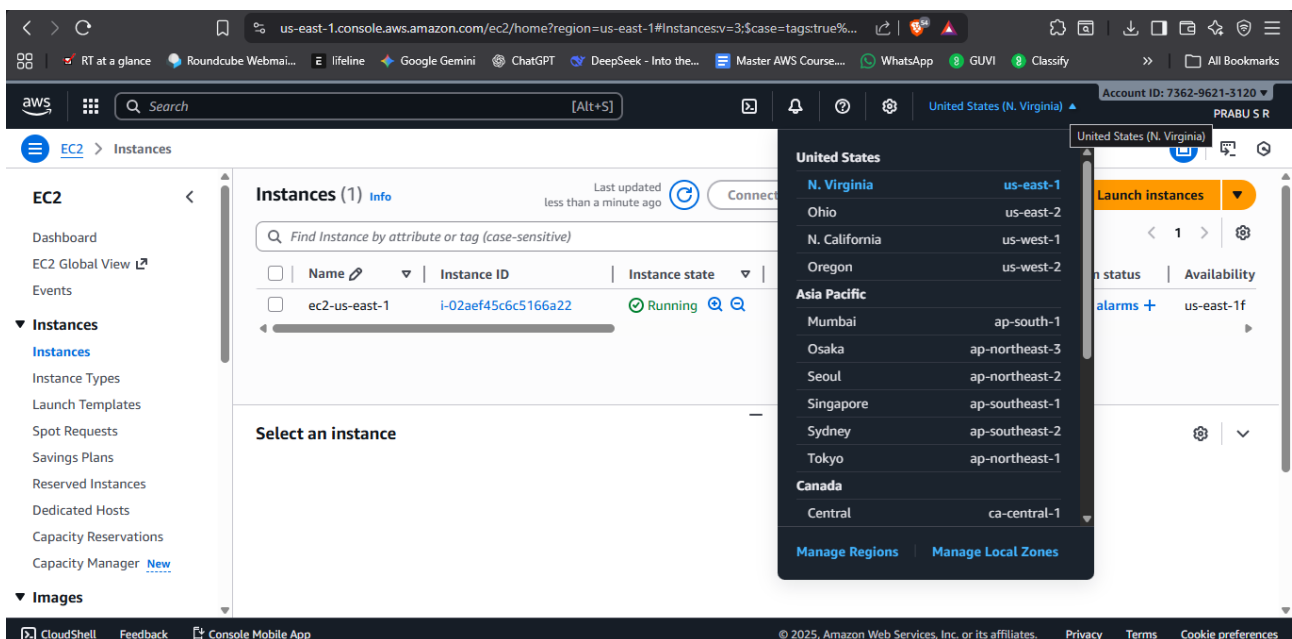 us-east-1.console.aws.amazon.com/ec2/home?region=us-east-1#Instances:v=3;$case=tags:true%...
RT at a glance Roundcube Webmai... lifeline Google Gemini ChatGPT DeepSeek - Into the... Master AWS Course.... WhatsApp GUVI Classify » All Bookmarks
aws Search [Alt+S] United States (N. Virginia) Account ID: 7362-9621-3120
PRABU S R
United States (N. Virginia)
EC2 > Instances
EC2
Dashboard
EC2 Global View
Events
Instances
Instances
Instance Types
Launch Templates
Spot Requests
Savings Plans
Reserved Instances
Dedicated Hosts
Capacity Reservations
Capacity Manager New
Images
Instances (1) Info
Last updated
less than a minute ago
Connect
Launch instances
Find Instance by attribute or tag (case-sensitive)
1
Name Instance ID Instance state n status Availability
ec2-us-east-1 i-02aef45c6c5166a22 Running alarms + us-east-1f
Select an instance
United States
N. Virginia us-east-1
Ohio us-east-2
N. California us-west-1
Oregon us-west-2
Asia Pacific
Mumbai ap-south-1
Osaka ap-northeast-3
Seoul ap-northeast-2
Singapore ap-southeast-1
Sydney ap-southeast-2
Tokyo ap-northeast-1
Canada
Central ca-central-1
Manage Regions Manage Local Zones
CloudShell Feedback Console Mobile App © 2025, Amazon Web Services, Inc. or its affiliates. Privacy Terms Cookie preferences